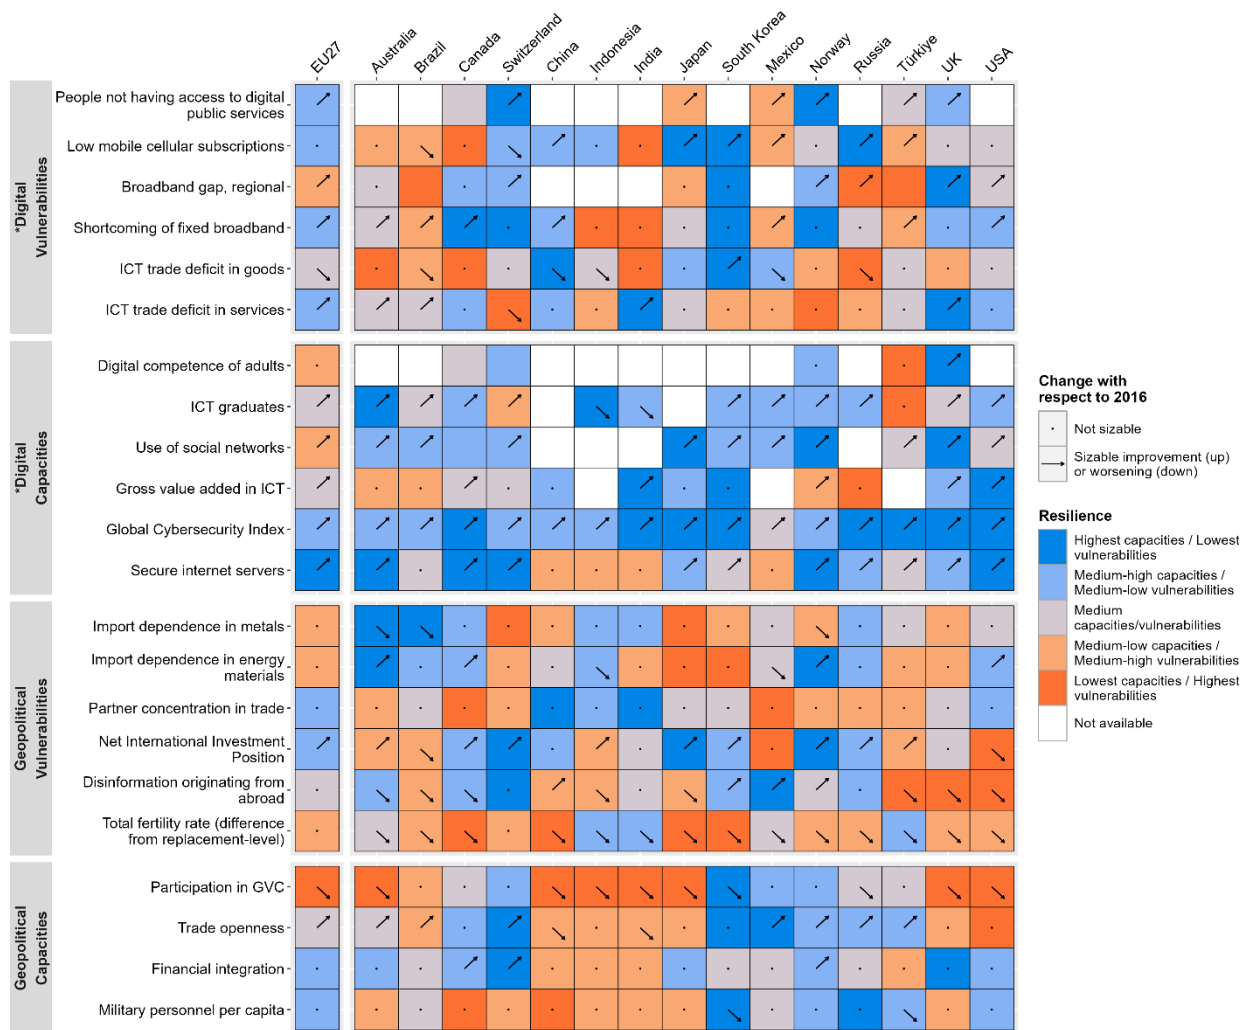 EU27
Australia
Brazil
Canada
Switzerland
China
Indonesia
India
Japan
South Korea
Mexico
Norway
Russia
Türkiye
UK
USA
*Digital
Vulnerabilities
People not having access to digital
public services
Low mobile cellular subscriptions
Broadband gap, regional
Shortcoming of fixed broadband
ICT trade deficit in goods
ICT trade deficit in services
*Digital
Capacities
Digital competence of adults
ICT graduates
Use of social networks
Gross value added in ICT
Global Cybersecurity Index
Secure internet servers
Geopolitical
Vulnerabilities
Import dependence in metals
Import dependence in energy
materials
Partner concentration in trade
Net International Investment
Position
Disinformation originating from
abroad
Total fertility rate (difference
from replacement-level)
Geopolitical
Capacities
Participation in GVC
Trade openness
Financial integration
Military personnel per capita
Change with
respect to 2016
Not sizable
Sizable improvement (up)
or worsening (down)
Resilience
Highest capacities / Lowest
vulnerabilities
Medium-high capacities /
Medium-low vulnerabilities
Medium
capacities/vulnerabilities
Medium-low capacities /
Medium-high vulnerabilities
Lowest capacities / Highest
vulnerabilities
Not available